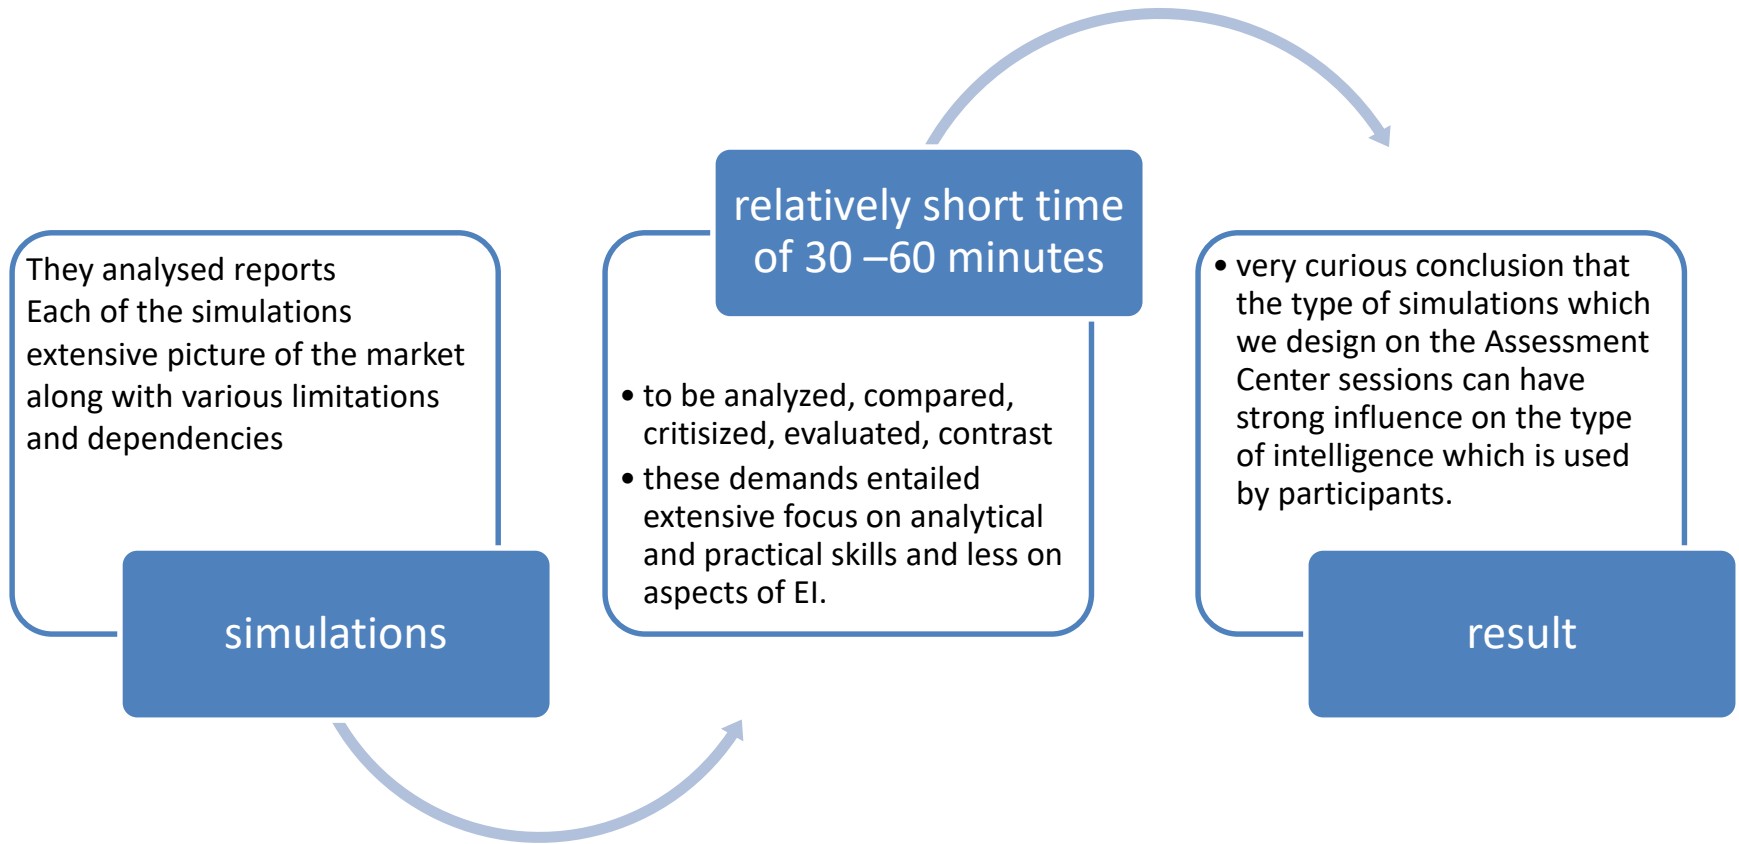 They analysed reports
Each of the simulations
extensive picture of the market
along with various limitations
and dependencies
simulations
relatively short time
of 30 –60 minutes
• to be analyzed, compared,
critisized, evaluated, contrast
• these demands entailed
extensive focus on analytical
and practical skills and less on
aspects of EI.
• very curious conclusion that
the type of simulations which
we design on the Assessment
Center sessions can have
strong influence on the type
of intelligence which is used
by participants.
result